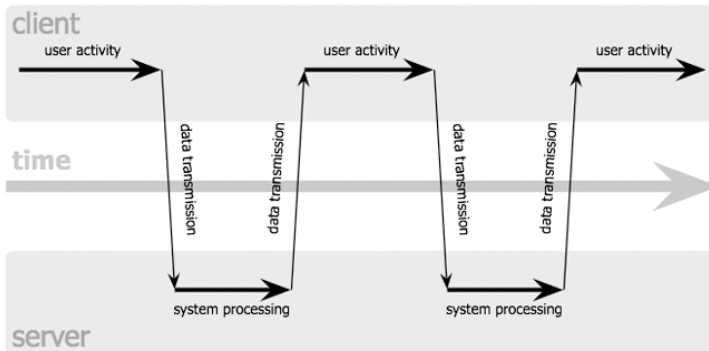 client
user activity
user activity
user activity
data transmission
data transmission
data transmission
data transmission
time
system processing
system processing
server